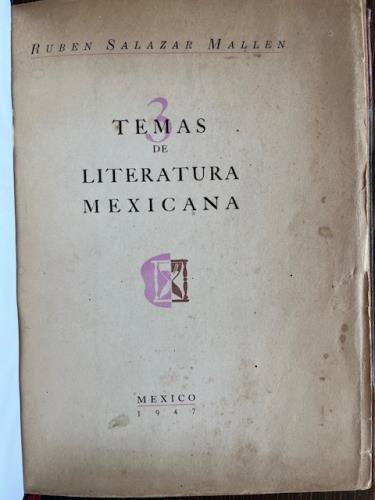 RUBEN SALAZAR MALLEN
3
TEMAS
DE
LITERATURA
MEXICANA
MEXICO
1947